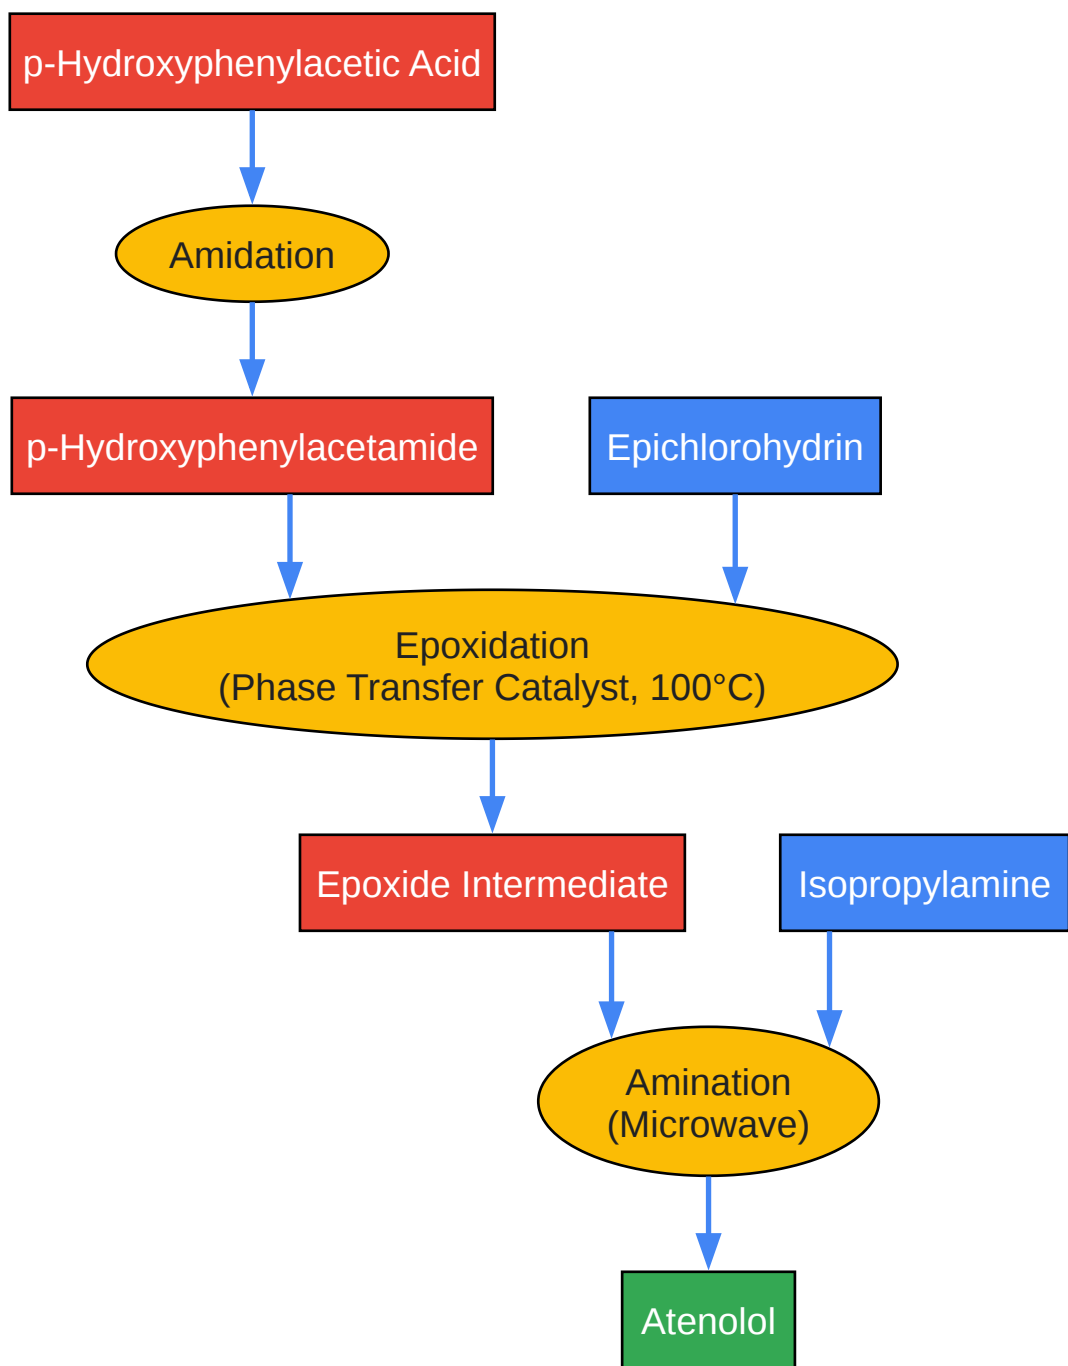 p-Hydroxyphenylacetic Acid
Amidation
p-Hydroxyphenylacetamide
Epichlorohydrin
Epoxidation
(Phase Transfer Catalyst, 100°C)
Epoxide Intermediate
Isopropylamine
Amination
(Microwave)
Atenolol